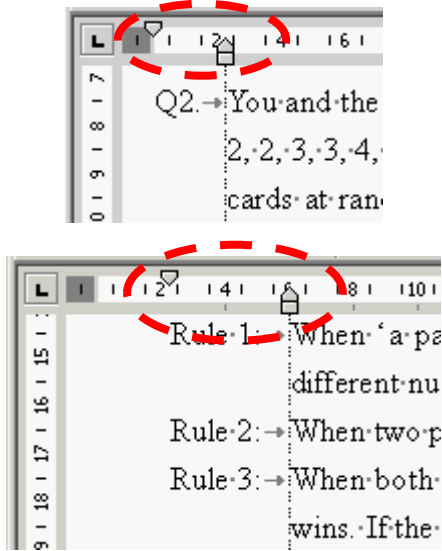 L 2 4 6
7
Q2. You and the
8
2, 2, 3, 3, 4,
9
cards at ran
L 2 4 6 8 10
Rule 1: When ‘a pa
15
different nu
16
Rule 2: When two p
17
Rule 3: When both
18
wins. If the